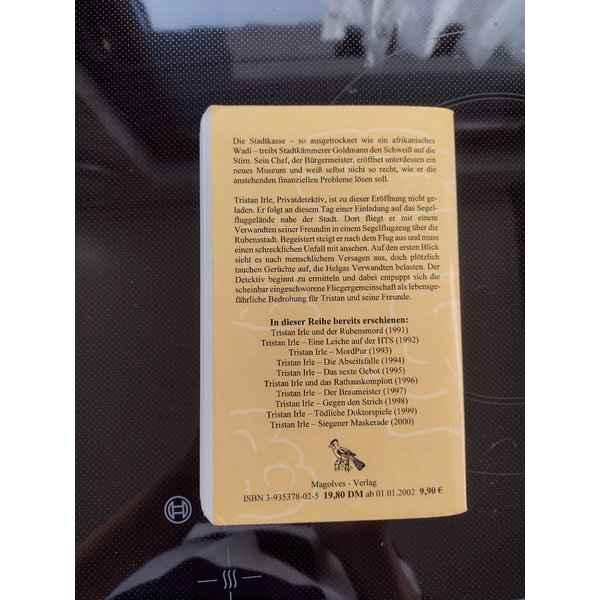 Die Stadtkasse – so ausgetrocknet wie ein afrikanisches
Wadi – treibt Stadtkämmerer Goldmann den Schweiß auf die
Stirn. Sein Chef, der Bürgermeister, eröffnet unterdessen ein
neues Museum und weiß selbst nicht so recht, wie er die
anstehenden finanziellen Probleme lösen soll.
Tristan Irle, Privatdetektiv, ist zu dieser Eröffnung nicht ge-
laden. Er folgt an diesem Tag einer Einladung auf das Segel-
fluggelände nahe der Stadt. Dort fliegt er mit einem
Verwandten seiner Freundin in einem Segelflugzeug über die
Rubensstadt. Begeistert steigt er nach dem Flug aus und muss
einen schrecklichen Unfall mit ansehen. Auf den ersten Blick
sieht es nach menschlichem Versagen aus, doch plötzlich
tauchen Gerüchte auf, die Helgas Verwandten belasten. Der
Detektiv beginnt zu ermitteln und dabei entpuppt sich die
scheinbar eingeschworene Fliegergemeinschaft als lebensge-
fährliche Bedrohung für Tristan und seine Freunde.
In dieser Reihe bereits erschienen:
Tristan Irle und der Rubensmord (1991)
Tristan Irle – Eine Leiche auf der HTS (1992)
Tristan Irle – MordPur (1993)
Tristan Irle – Die Abseitsfalle (1994)
Tristan Irle – Das sexte Gebot (1995)
Tristan Irle und das Rathauskomplott (1996)
Tristan Irle – Der Braumeister (1997)
Tristan Irle – Gegen den Strich (1998)
Tristan Irle – Tödliche Doktorspiele (1999)
Tristan Irle – Siegener Maskerade (2000)
Magolves - Verlag
ISBN 3-935378-02-5 19,80 DM ab 01.01.2002 9,90 €